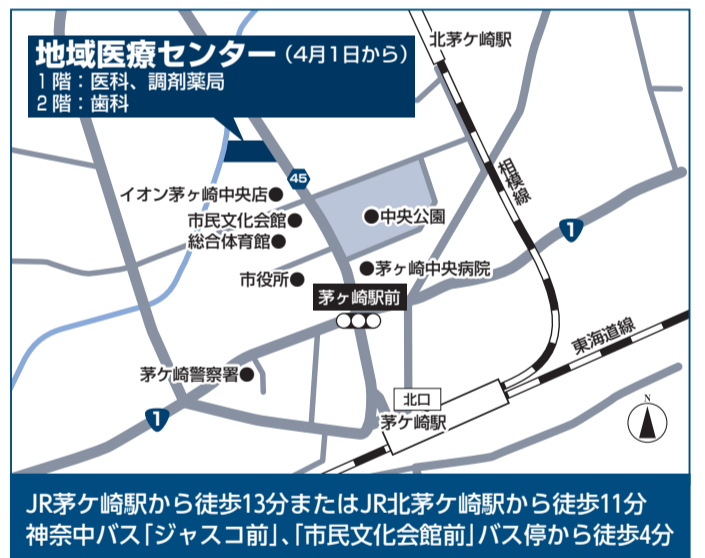 北茅ケ崎駅
地域医療センター（4月1日から）
1階：医科、調剤薬局
2階：歯科
相模線
45
イオン茅ヶ崎中央店
市民文化会館
中央公園
1
総合体育館
茅ヶ崎中央病院
市役所
茅ヶ崎駅前
東海道線
茅ケ崎警察署
北口
N
1
茅ケ崎駅
JR茅ケ崎駅から徒歩13分またはJR北茅ケ崎駅から徒歩11分
神奈中バス「ジャスコ前」、「市民文化会館前」バス停から徒歩4分